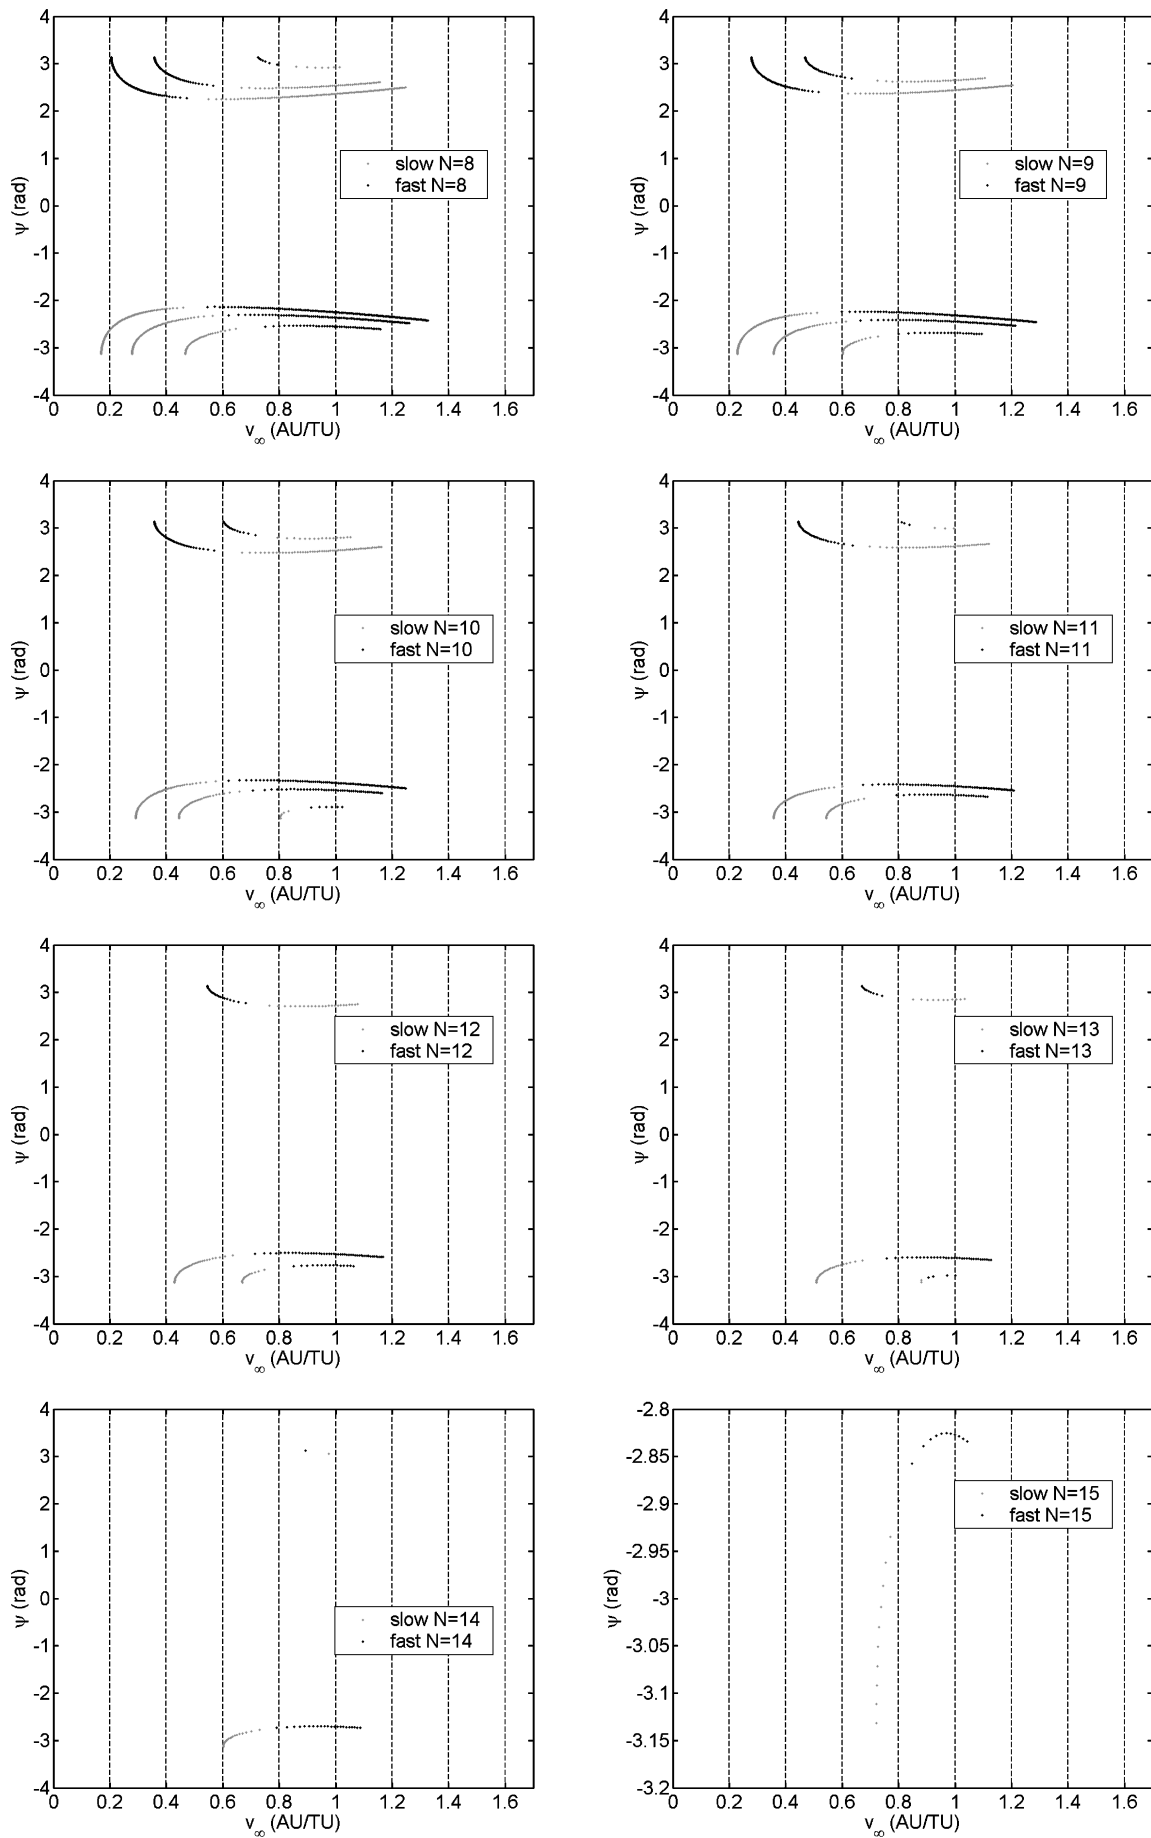 4
3
2
1
0
-1
-2
-3
-4
ψ (rad)
slow N=8
fast N=8
0 0.2 0.4 0.6 0.8 1 1.2 1.4 1.6
v∞ (AU/TU)
4
3
2
1
0
-1
-2
-3
-4
ψ (rad)
slow N=9
fast N=9
0 0.2 0.4 0.6 0.8 1 1.2 1.4 1.6
v∞ (AU/TU)
4
3
2
1
0
-1
-2
-3
-4
ψ (rad)
slow N=10
fast N=10
0 0.2 0.4 0.6 0.8 1 1.2 1.4 1.6
v∞ (AU/TU)
4
3
2
1
0
-1
-2
-3
-4
ψ (rad)
slow N=11
fast N=11
0 0.2 0.4 0.6 0.8 1 1.2 1.4 1.6
v∞ (AU/TU)
4
3
2
1
0
-1
-2
-3
-4
ψ (rad)
slow N=12
fast N=12
0 0.2 0.4 0.6 0.8 1 1.2 1.4 1.6
v∞ (AU/TU)
4
3
2
1
0
-1
-2
-3
-4
ψ (rad)
slow N=13
fast N=13
0 0.2 0.4 0.6 0.8 1 1.2 1.4 1.6
v∞ (AU/TU)
4
3
2
1
0
-1
-2
-3
-4
ψ (rad)
slow N=14
fast N=14
0 0.2 0.4 0.6 0.8 1 1.2 1.4 1.6
v∞ (AU/TU)
-2.8
-2.85
-2.9
-2.95
-3
-3.05
-3.1
-3.15
-3.2
ψ (rad)
slow N=15
fast N=15
0 0.2 0.4 0.6 0.8 1 1.2 1.4 1.6
v∞ (AU/TU)